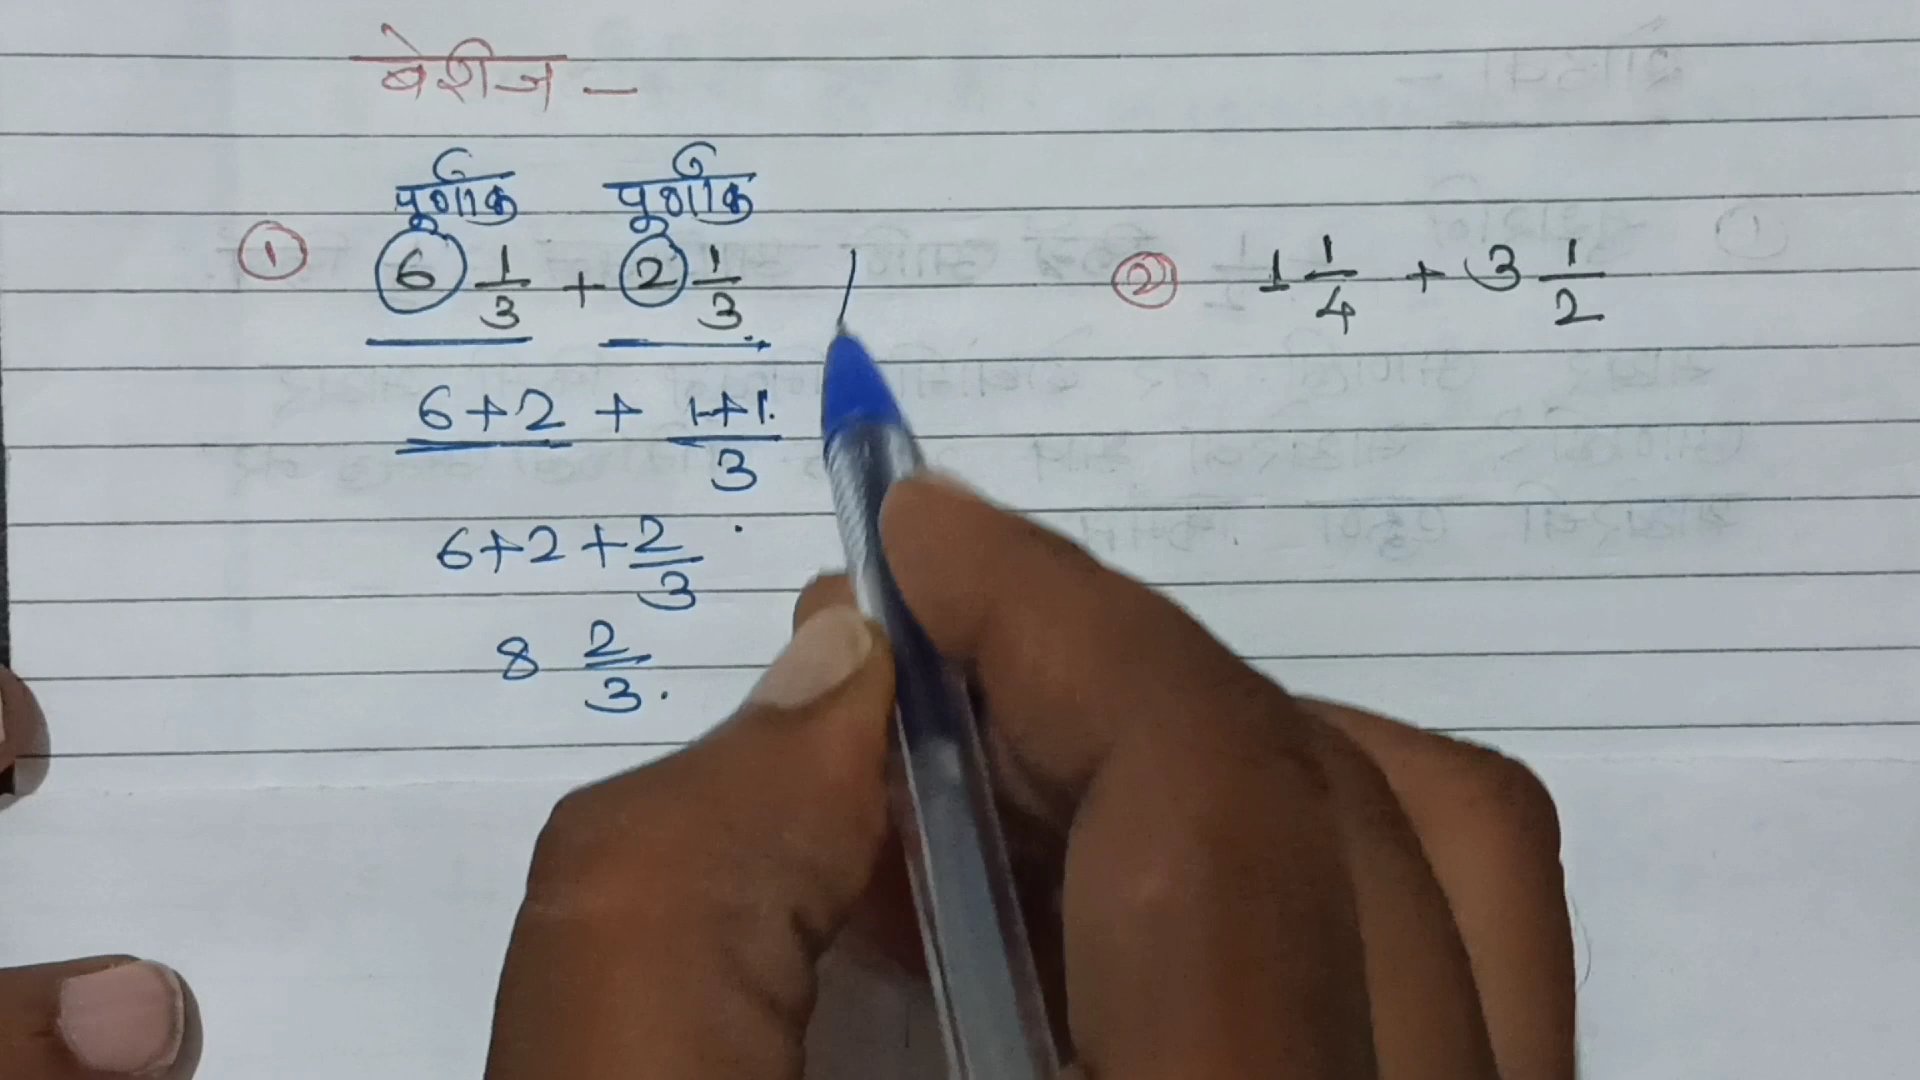 बेरीज -
पूर्णांक पूर्णांक
① 6 1/3 + 2 1/3
6+2 + 1+1/3
6+2+2/3
8 2/3.
② 1 1/4 + 3 1/2